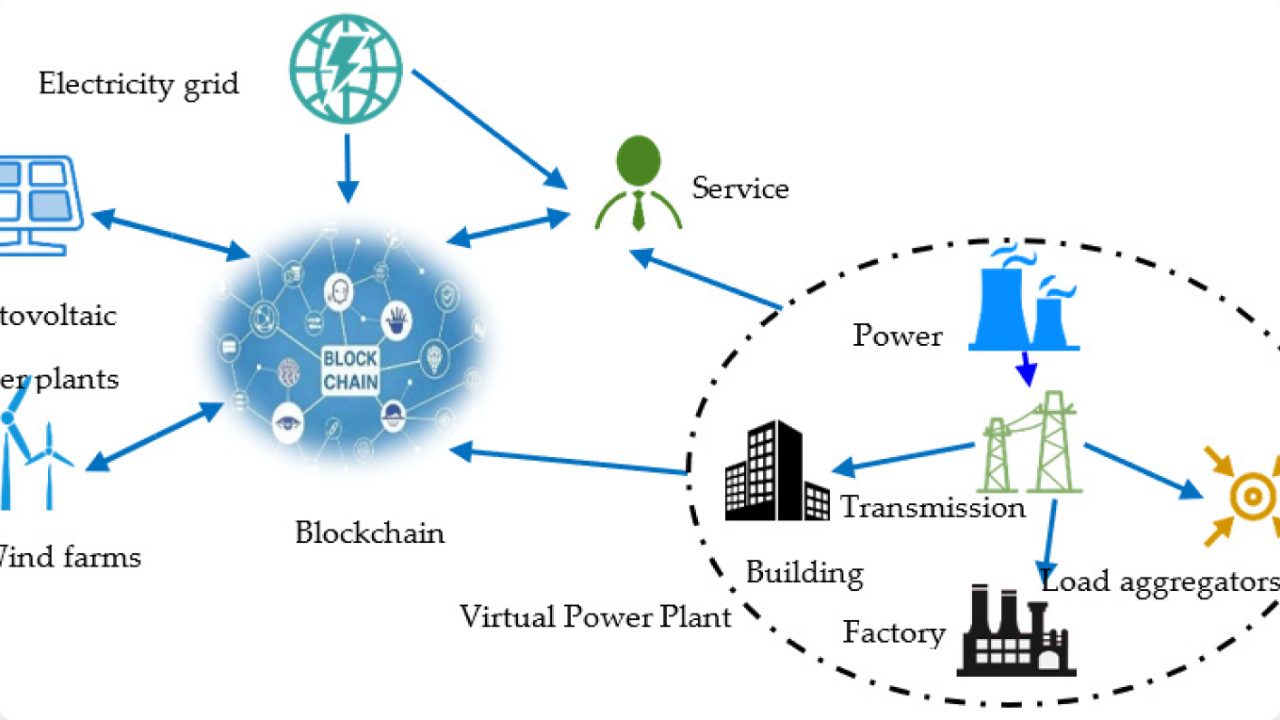 Electricity grid
Service
tovoltaic
Power
er plants
BLOCK
CHAIN
Transmission
Blockchain
Wind farms
Building
Load aggregators
Virtual Power Plant
Factory